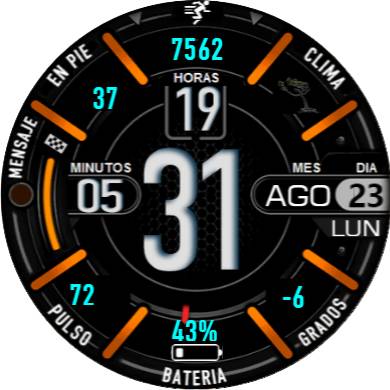 7562
EN PIE
CLIMA
37
HORAS
19
MENSAJE
MINUTOS
05
31
MES
DIA
AGO 23
LUN
72
PULSO
-6
GRADOS
43%
BATERIA